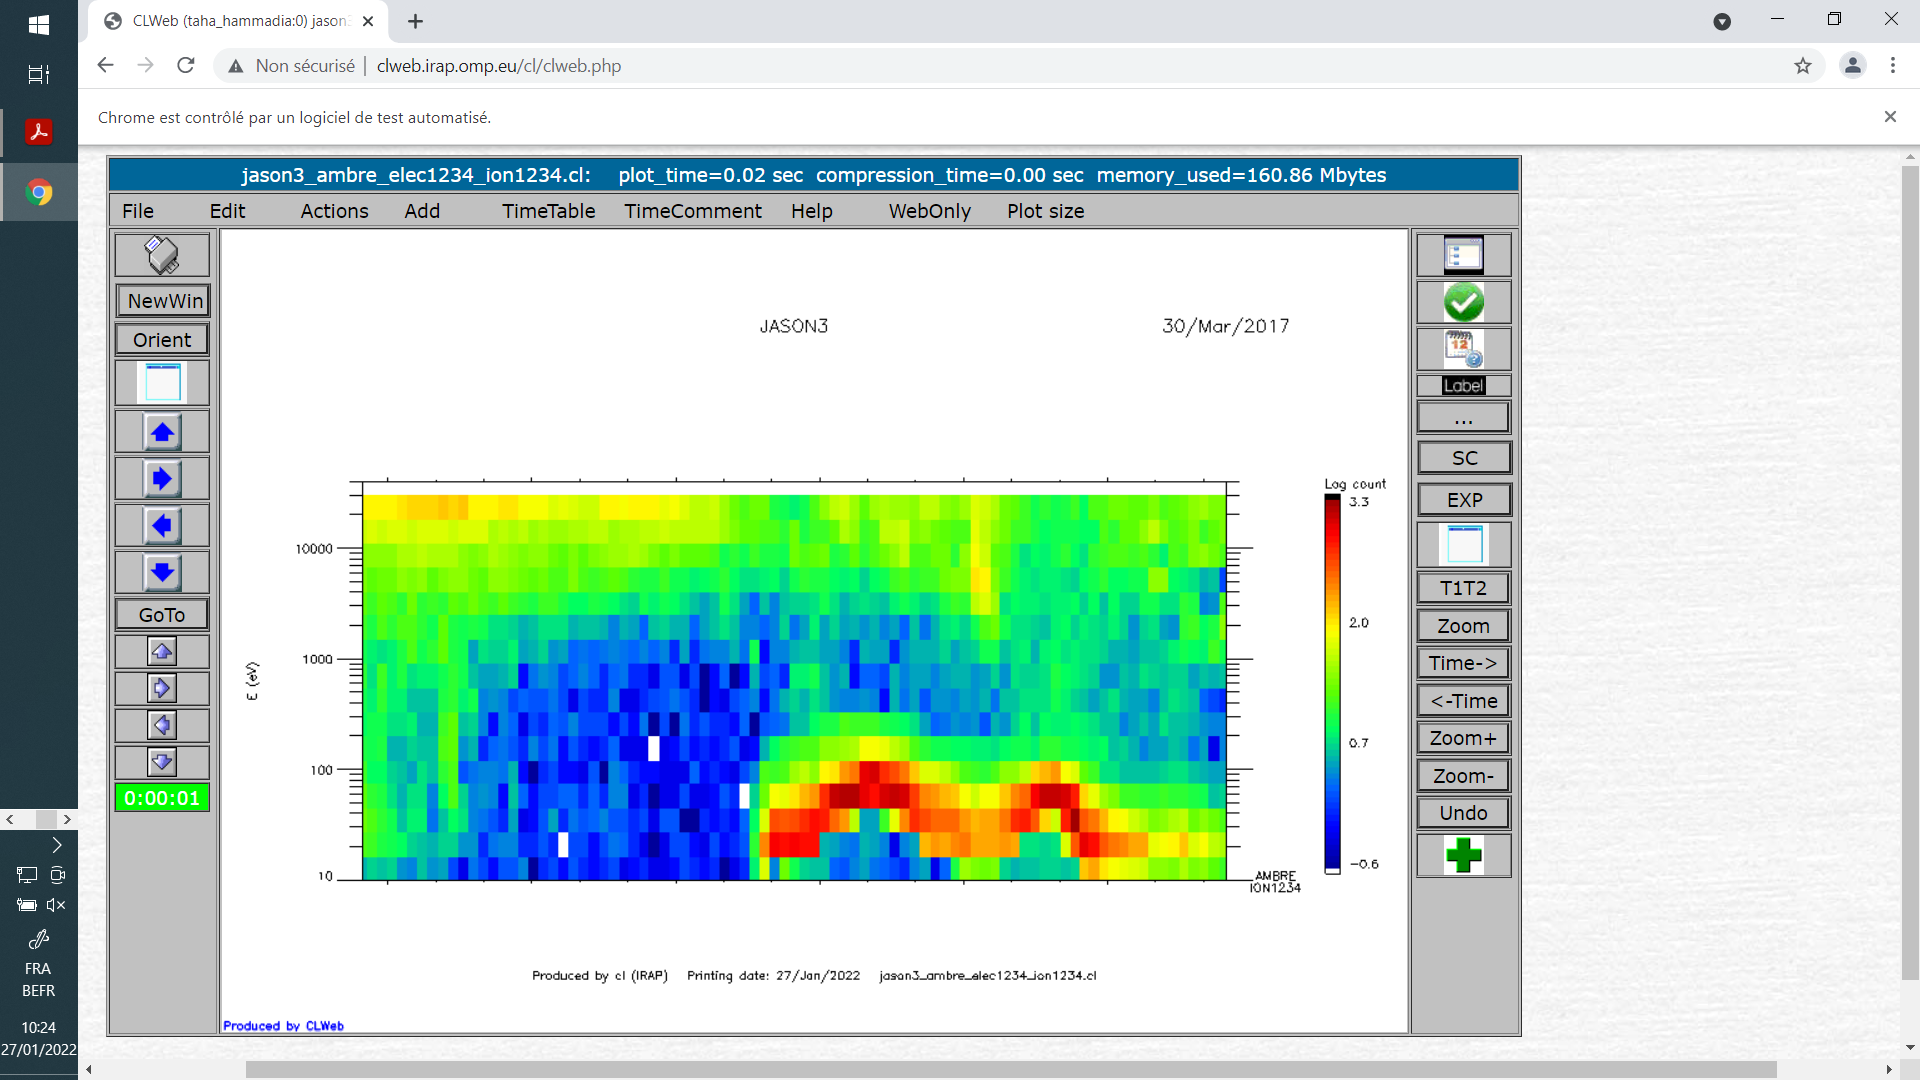 CLWeb (taha_hammadia:0) jason3
Non sécurisé | clweb.irap.omp.eu/cl/clweb.php
Chrome est contrôlé par un logiciel de test automatisé.
jason3_ambre_elec1234_ion1234.cl: plot_time=0.02 sec compression_time=0.00 sec memory_used=160.86 Mbytes
File Edit Actions Add TimeTable TimeComment Help WebOnly Plot size
NewWin
Orient
GoTo
0:00:01
JASON3 30/Mar/2017
Log count
3.3
2.0
0.7
-0.6
10000
1000
100
10
E (eV)
AMBRE
ION1234
Produced by cl (IRAP) Printing date: 27/Jan/2022 jason3_ambre_elec1234_ion1234.cl
Produced by CLWeb
12
Label
...
SC
EXP
T1T2
Zoom
Time->
<-Time
Zoom+
Zoom-
Undo
FRA
BEFR
10:24
27/01/2022